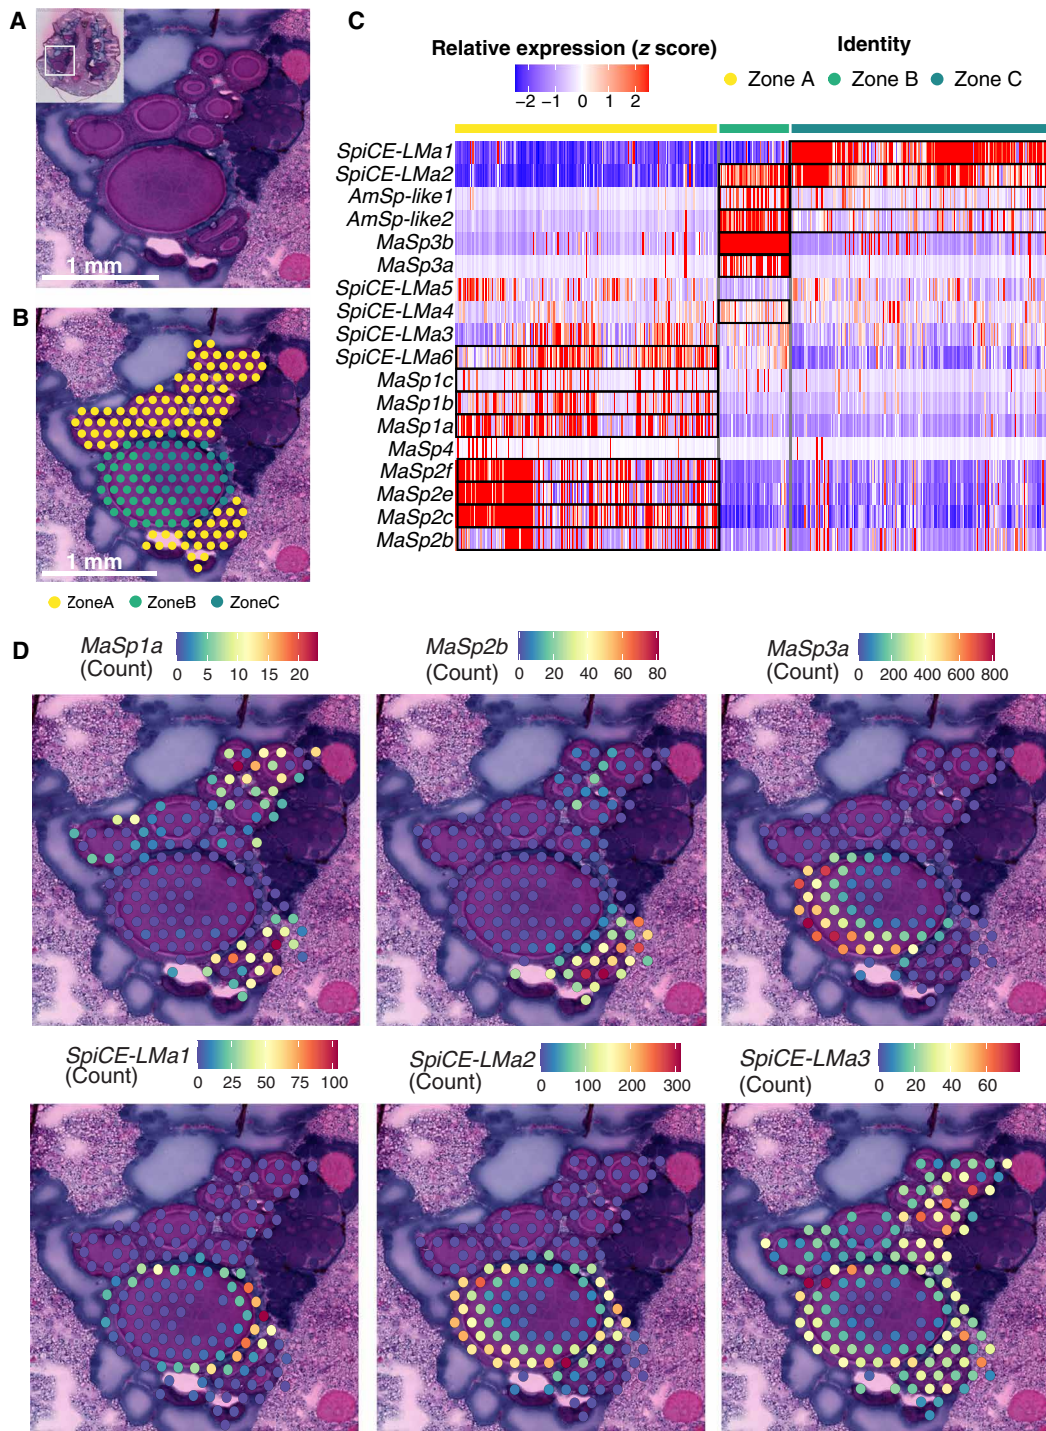 A
1 mm
B
1 mm
ZoneA ZoneB ZoneC
C
Relative expression (z score)
−2 −1 0 1 2
Identity
Zone A Zone B Zone C
SpiCE-LMa1
SpiCE-LMa2
AmSp-like1
AmSp-like2
MaSp3b
MaSp3a
SpiCE-LMa5
SpiCE-LMa4
SpiCE-LMa3
SpiCE-LMa6
MaSp1c
MaSp1b
MaSp1a
MaSp4
MaSp2f
MaSp2e
MaSp2c
MaSp2b
D
MaSp1a
(Count)
0 5 10 15 20
MaSp2b
(Count)
0 20 40 60 80
MaSp3a
(Count)
0 200 400 600 800
SpiCE-LMa1
(Count)
0 25 50 75 100
SpiCE-LMa2
(Count)
0 100 200 300
SpiCE-LMa3
(Count)
0 20 40 60